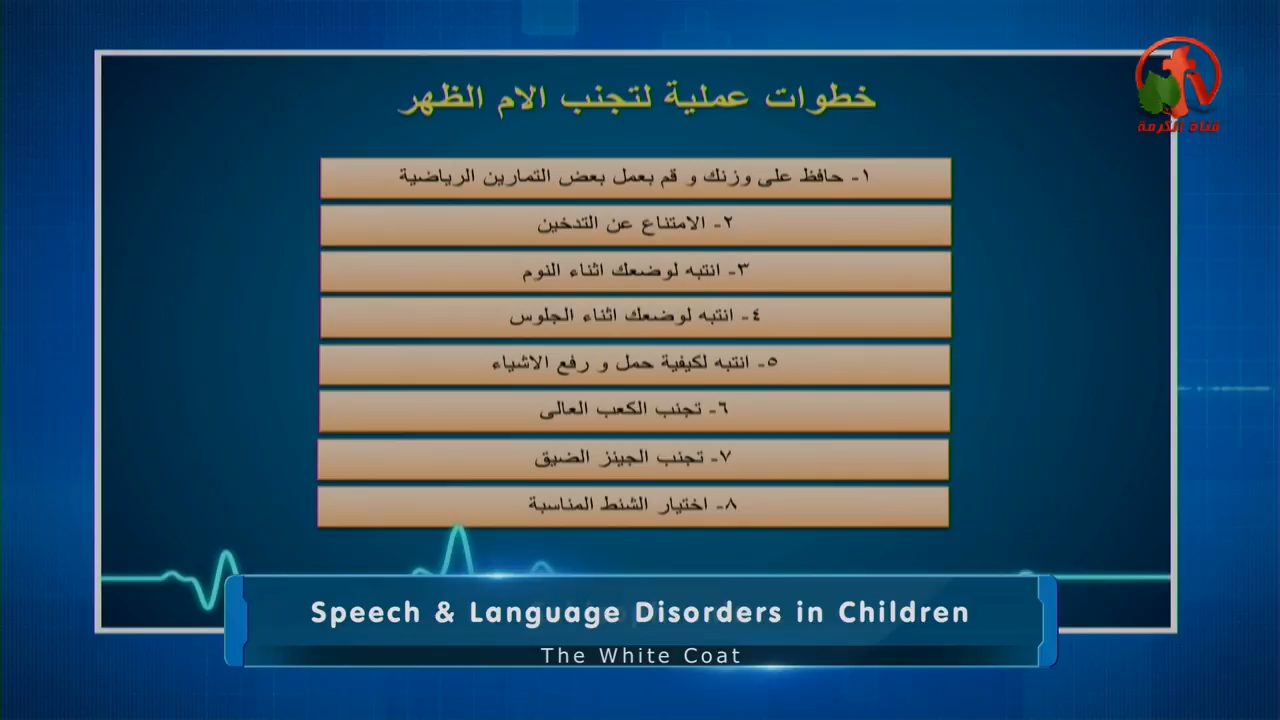 خطوات عملية لتجنب الام الظهر
قناة الكرمة
١- حافظ على وزنك و قم بعمل بعض التمارين الرياضية
٢- الامتناع عن التدخين
٣- انتبه لوضعك اثناء النوم
٤- انتبه لوضعك اثناء الجلوس
٥- انتبه لكيفية حمل و رفع الاشياء
٦- تجنب الكعب العالى
٧- تجنب الجينز الضيق
٨- اختيار الشنط المناسبة
Speech & Language Disorders in Children
The White Coat